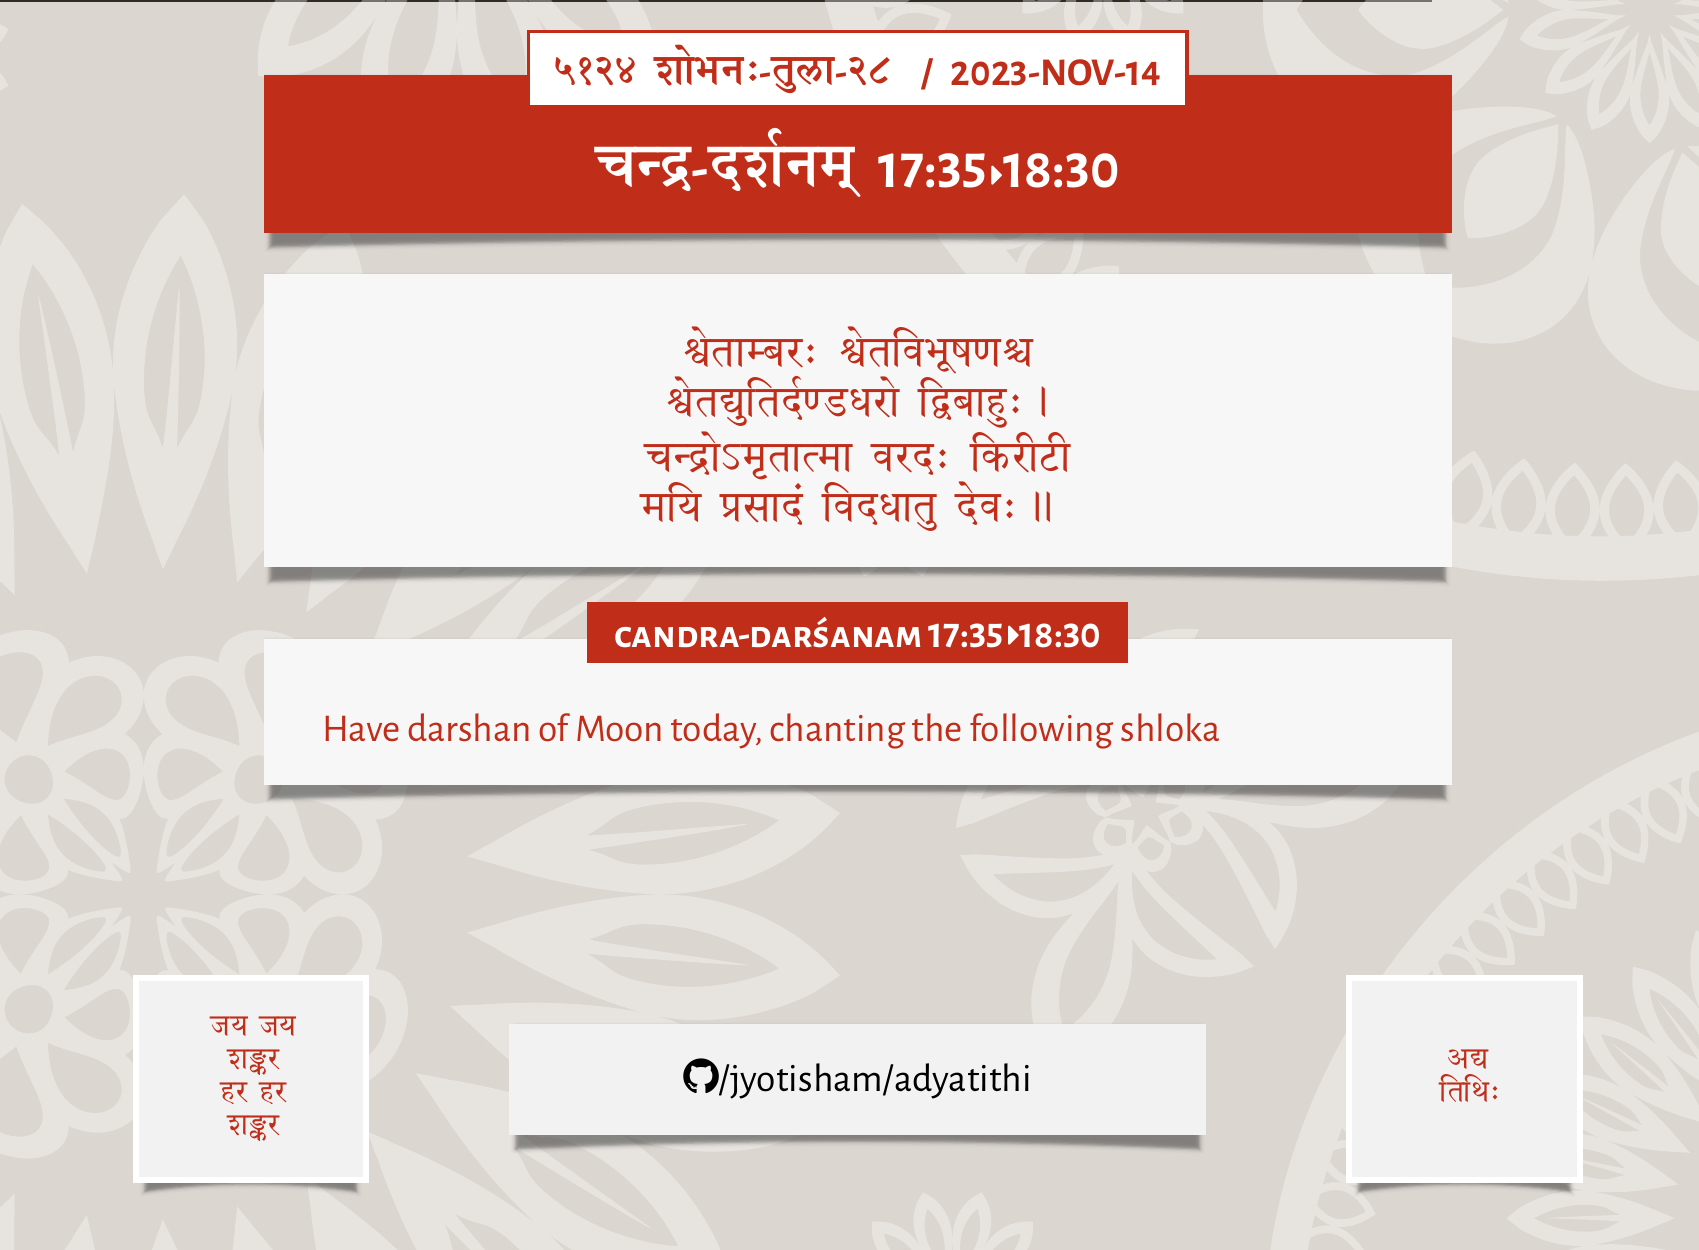 ५१२४ शोभनः-तुला-२८ / 2023-NOV-14
चन्द्र-दर्शनम् 17:35▸18:30
श्वेताम्बरः श्वेतविभूषणश्च
श्वेतद्युतिर्दण्डधरो द्विबाहुः ।
चन्द्रोऽमृतात्मा वरदः किरीटी
मयि प्रसादं विदधातु देवः ॥
CANDRA-DARŚANAM 17:35▸18:30
Have darshan of Moon today, chanting the following shloka
जय जय
शङ्कर
हर हर
शङ्कर
/jyotisham/adyatithi
अद्य
तिथिः